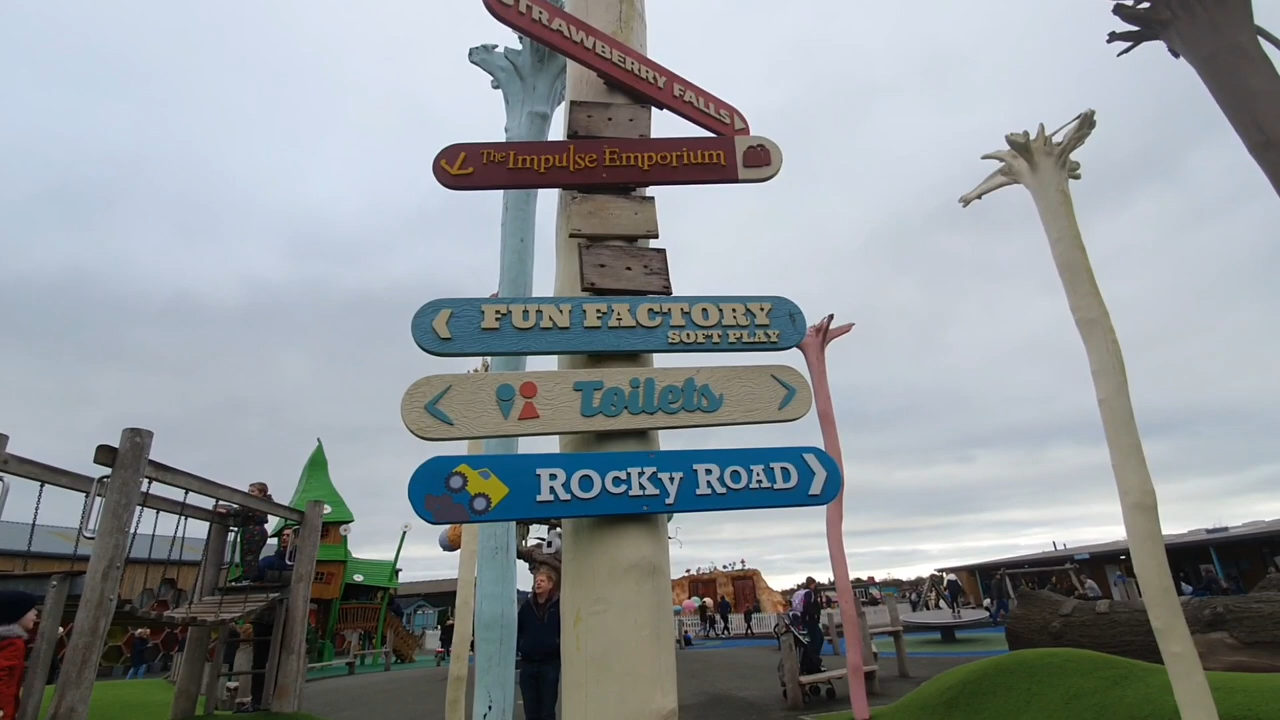 STRAWBERRY FALLS
The Impulse Emporium
FUN FACTORY
SOFT PLAY
Toilets
ROCKY ROAD